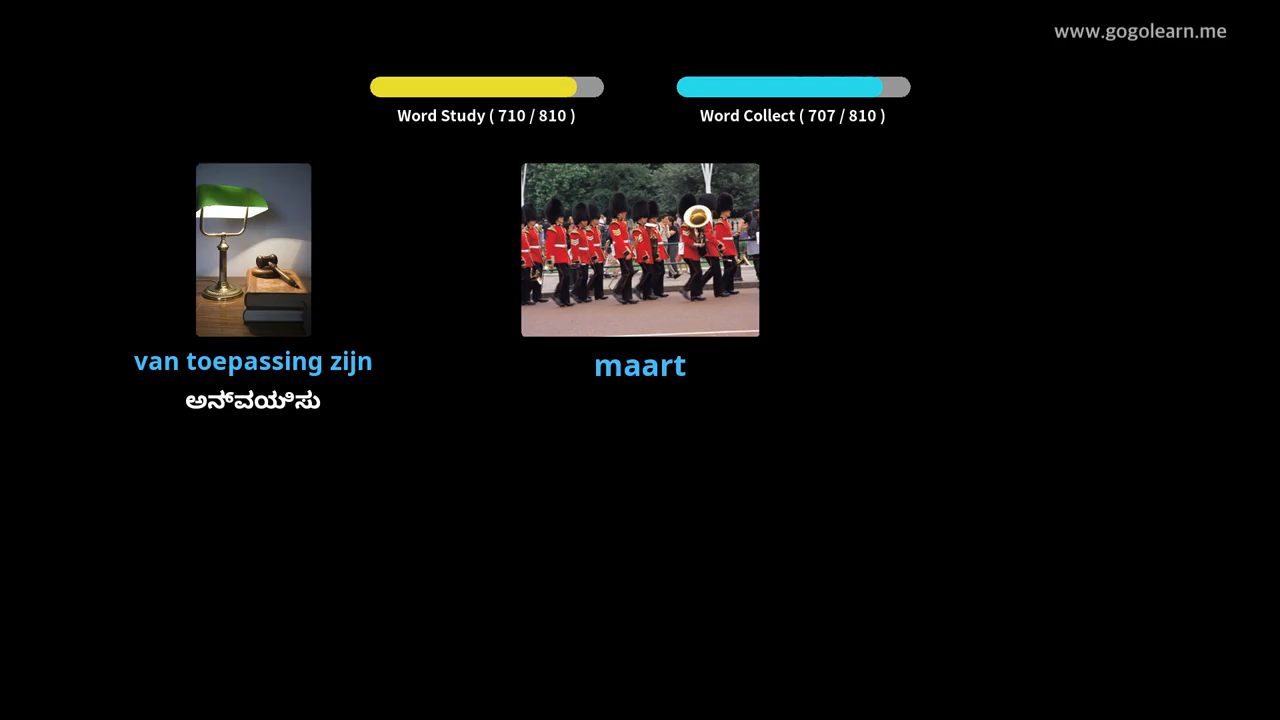 www.gogolearn.me
Word Study ( 710 / 810 )
Word Collect ( 707 / 810 )
van toepassing zijn
maart
ಅನ್ವಯಿಸು